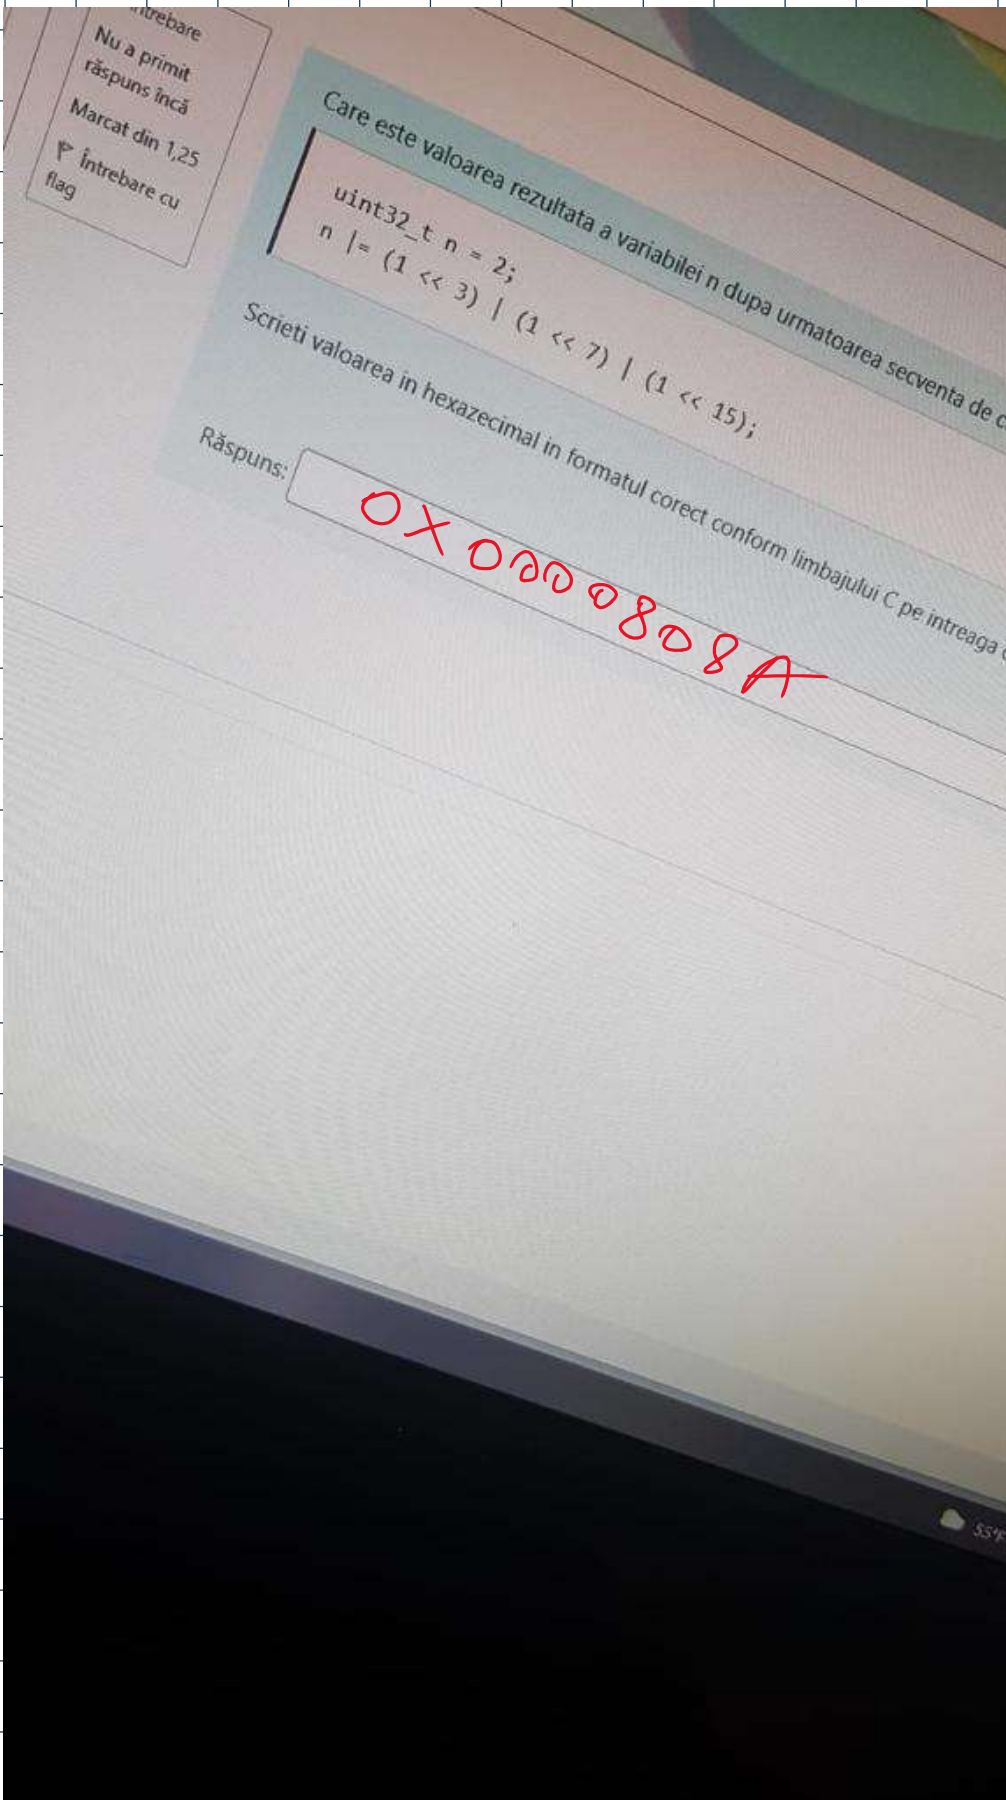 întrebare
Nu a primit
răspuns încă
Marcat din 1,25
Întrebare cu
flag
Care este valoarea rezultata a variabilei n dupa urmatoarea secventa de c
uint32_t n = 2;
n |= (1 << 3) | (1 << 7) | (1 << 15);
Scrieti valoarea in hexazecimal in formatul corect conform limbajului C pe intreaga
Răspuns:
0X0000808A
55°F